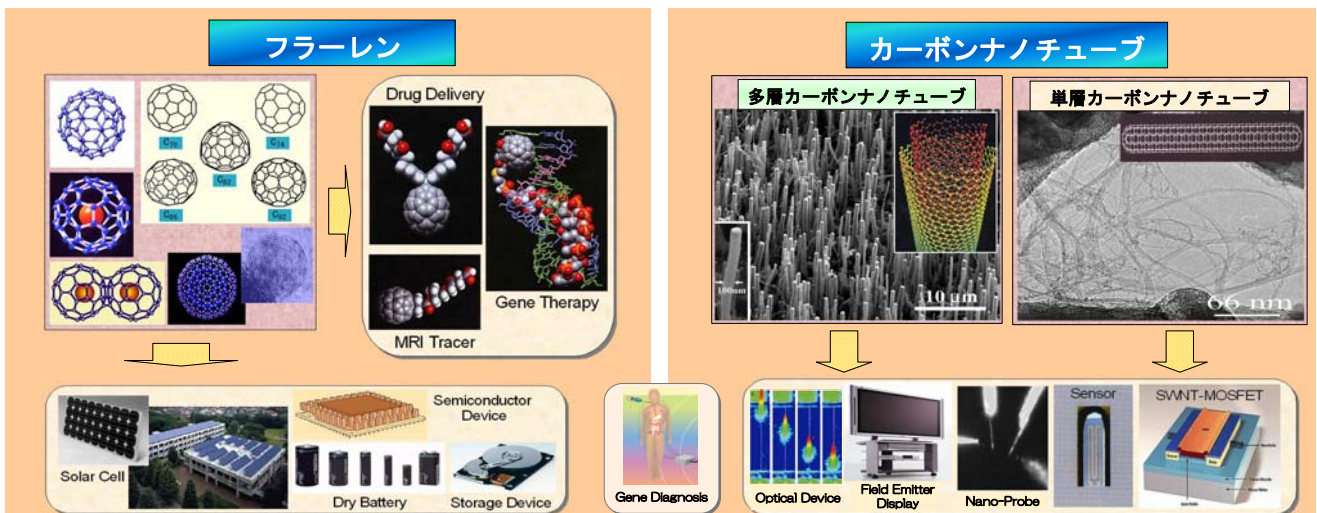 フラーレン
C70
C76
C82
Drug Delivery
Gene Therapy
MRI Tracer
Solar Cell
Semiconductor
Device
Dry Battery
Storage Device
Gene Diagnosis
カーボンナノチューブ
多層カーボンナノチューブ
100nm
10 μm
単層カーボンナノチューブ
66 nm
Optical Device
Field Emitter
Display
Nano-Probe
Sensor
SWNT-MOSFET